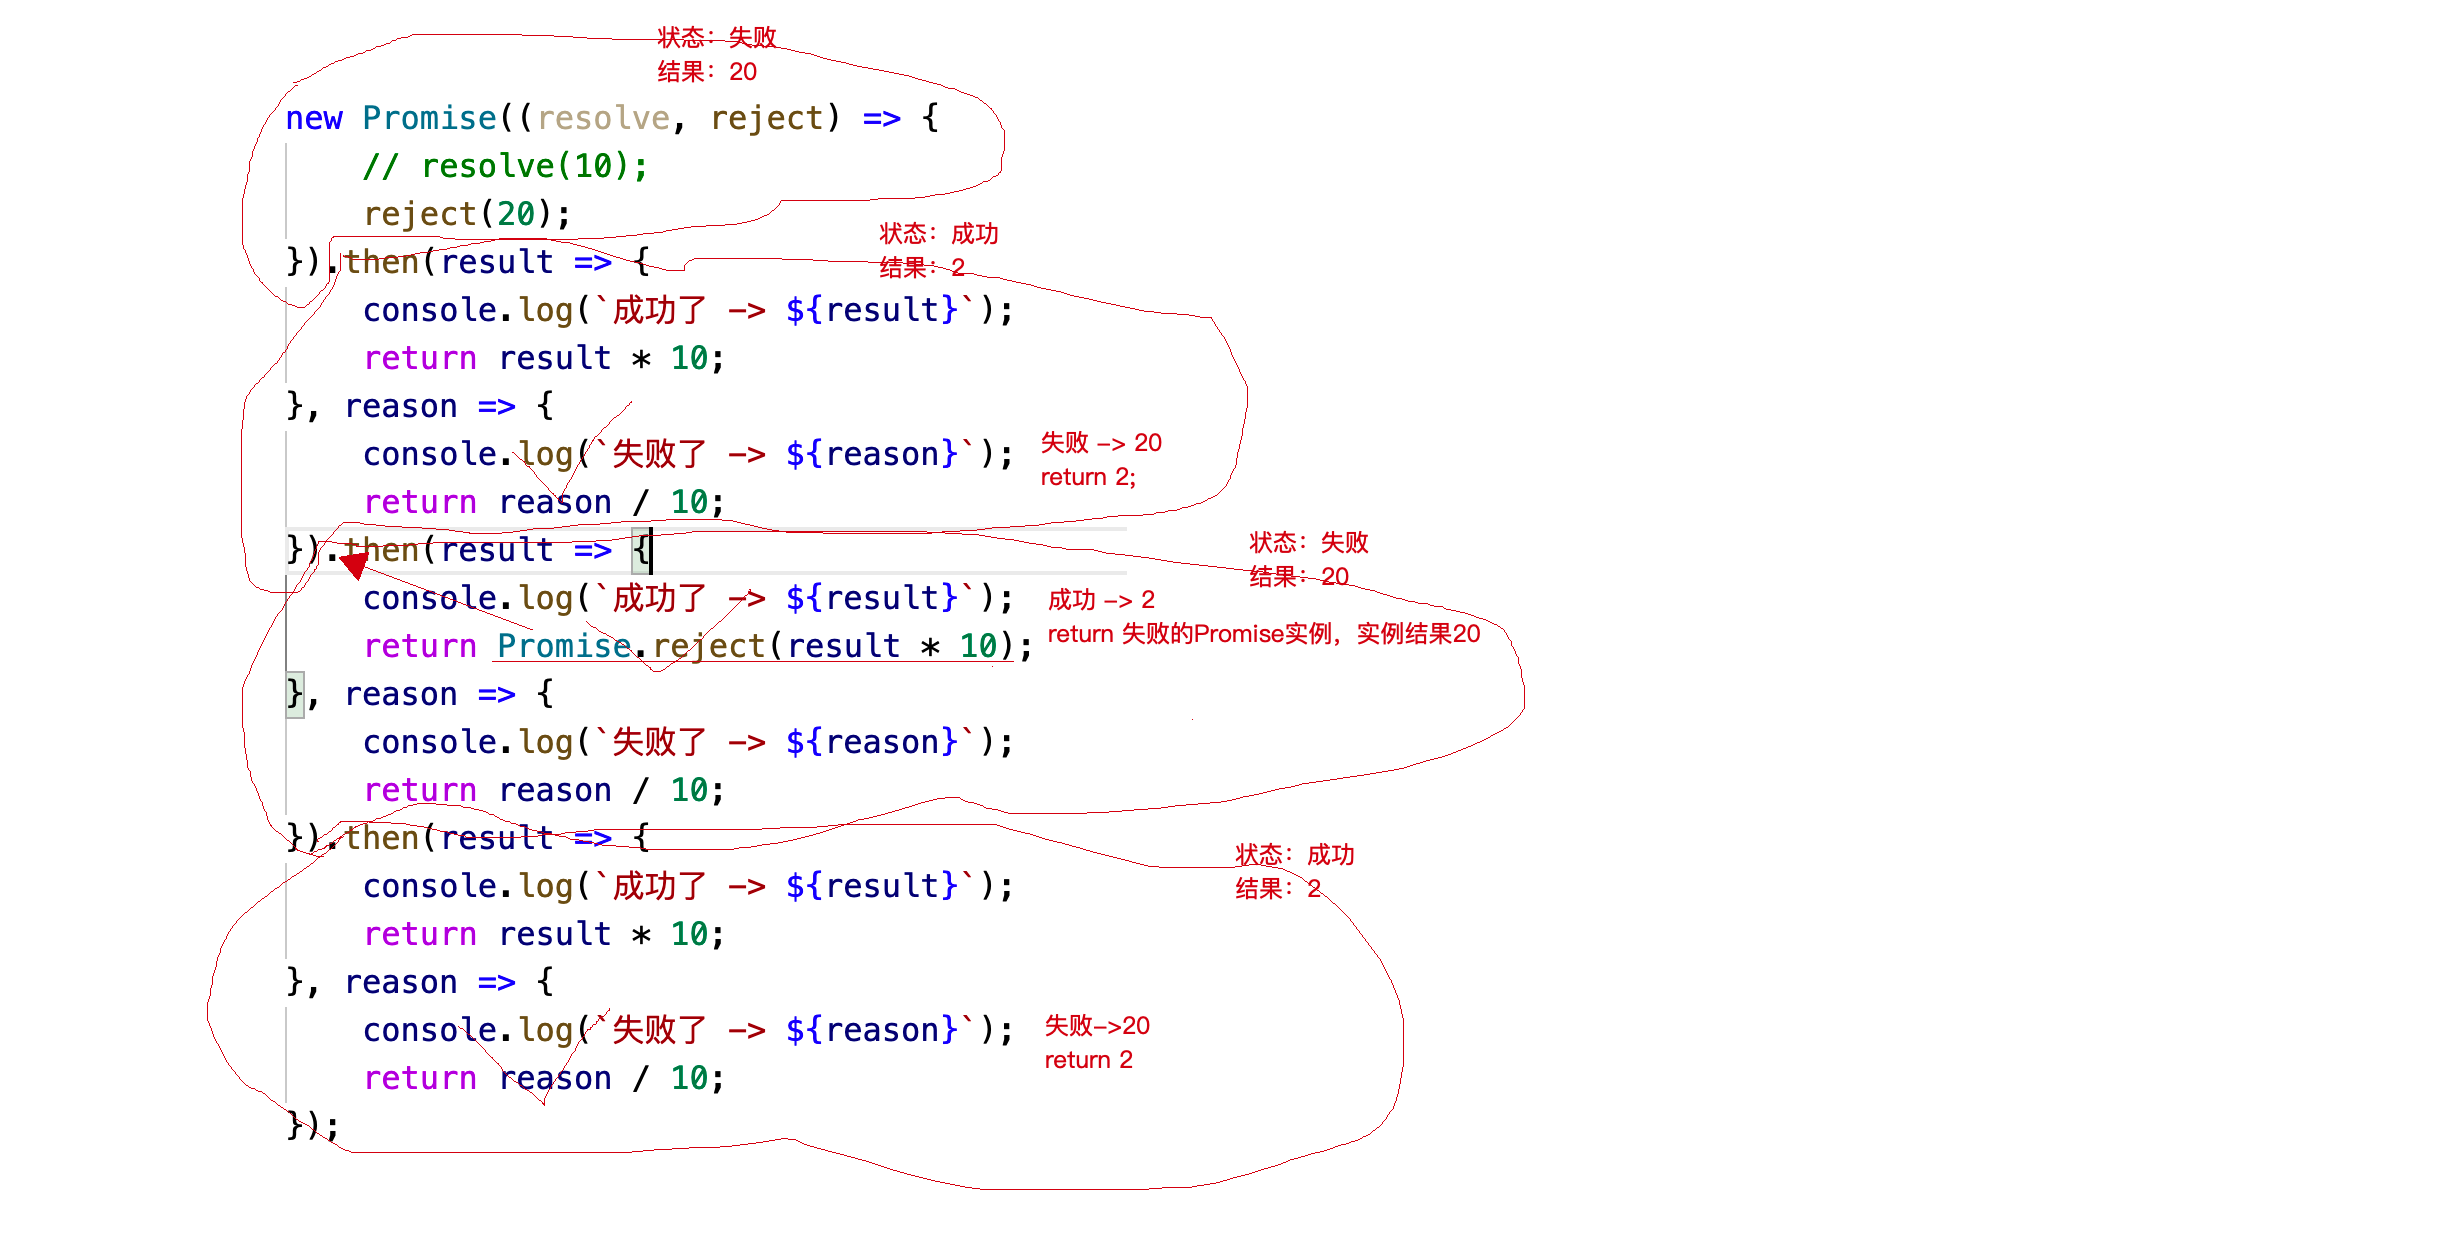 状态：失败
结果：20
new Promise((resolve, reject) => {
// resolve(10);
reject(20);
}).then(result => {
状态：成功
结果：2
console.log(`成功了 -> ${result}`);
return result * 10;
}, reason => {
console.log(`失败了 -> ${reason}`);
失败 -> 20
return 2;
return reason / 10;
}).then(result => {
状态：失败
结果：20
console.log(`成功了 -> ${result}`);
成功 -> 2
return Promise.reject(result * 10);
return 失败的Promise实例，实例结果20
}, reason => {
console.log(`失败了 -> ${reason}`);
return reason / 10;
}).then(result => {
状态：成功
结果：2
console.log(`成功了 -> ${result}`);
return result * 10;
}, reason => {
console.log(`失败了 -> ${reason}`);
失败->20
return 2
return reason / 10;
});